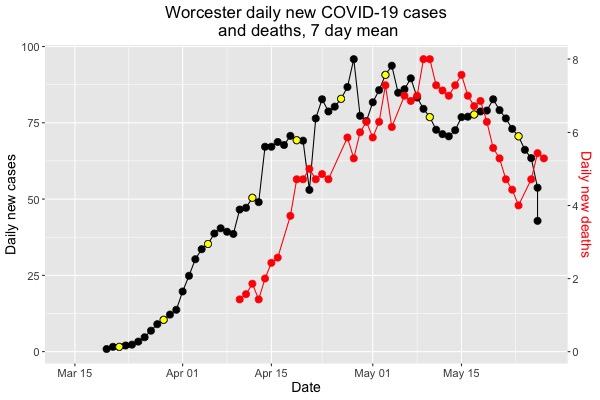 Worcester daily new COVID-19 cases
and deaths, 7 day mean
100
75
50
25
0
Daily new cases
8
6
4
2
0
Daily new deaths
Mar 15
Apr 01
Apr 15
May 01
May 15
Date